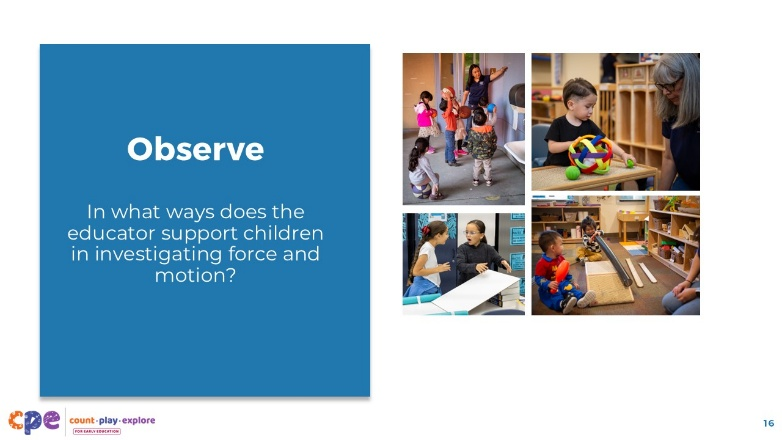 Observe
In what ways does the
educator support children
in investigating force and
motion?
cpe
count·play·explore
FOR EARLY EDUCATION
16